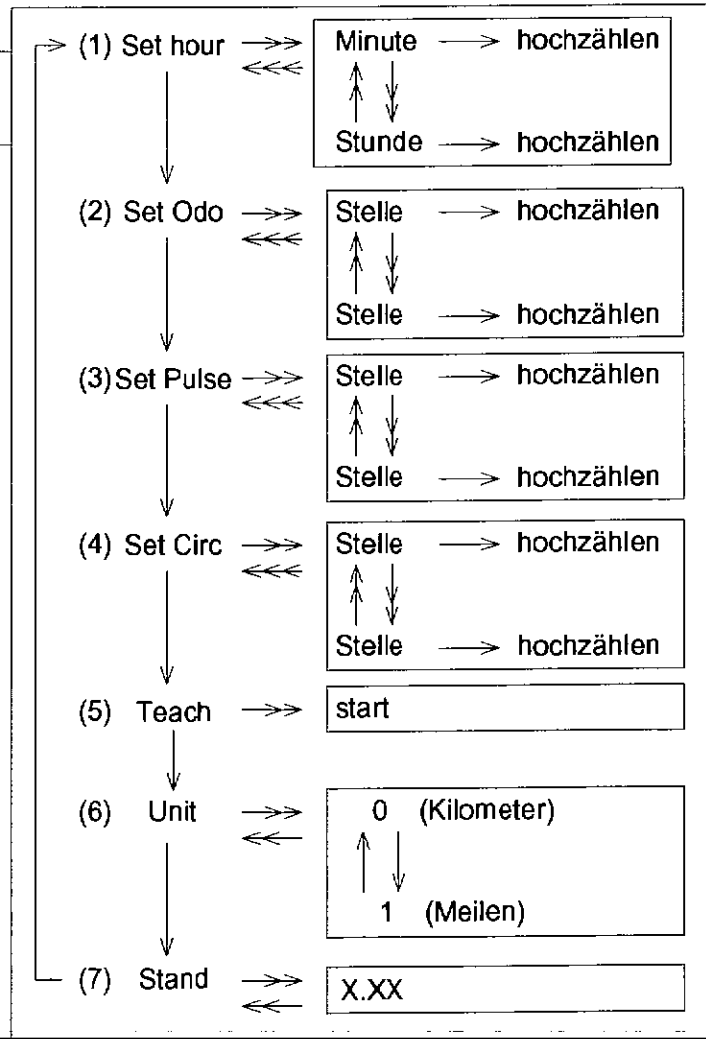 (1) Set hour Minute hochzählen
Stunde hochzählen
(2) Set Odo Stelle hochzählen
Stelle hochzählen
(3) Set Pulse Stelle hochzählen
Stelle hochzählen
(4) Set Circ Stelle hochzählen
Stelle hochzählen
(5) Teach start
(6) Unit 0 (Kilometer)
1 (Meilen)
(7) Stand X.XX